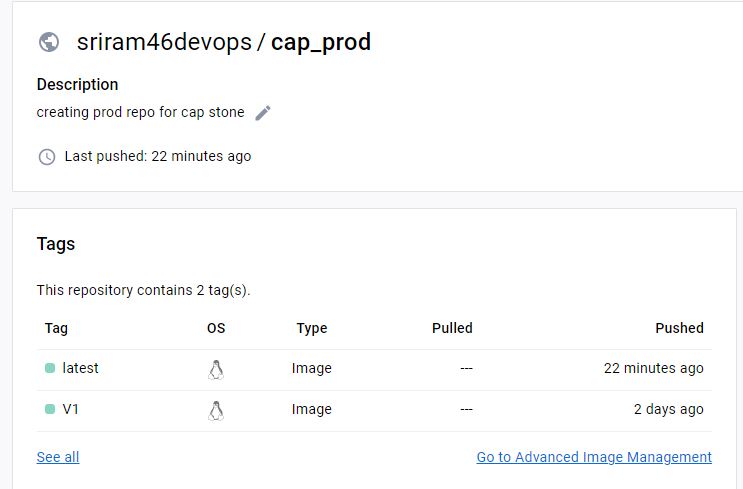 sriram46devops / cap_prod
Description
creating prod repo for cap stone
Last pushed: 22 minutes ago
Tags
This repository contains 2 tag(s).
Tag OS Type Pulled Pushed
latest Image --- 22 minutes ago
V1 Image --- 2 days ago
See all Go to Advanced Image Management